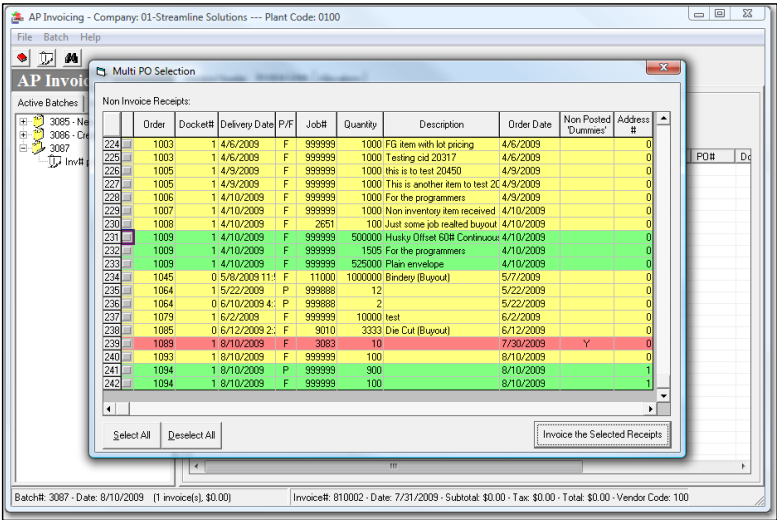 AP Invoicing - Company: 01-Streamline Solutions --- Plant Code: 0100
File Batch Help
AP Invoic
Multi PO Selection
Active Batches
Non Invoice Receipts:
3085 - Ne
3086 - Cre
3087
Inv# p
PO# Do
Order Docket# Delivery Date P/F Job# Quantity Description Order Date Non Posted 'Dummies' Address #
224 1003 1 4/6/2009 F 999999 1000 FG item with lot pricing 4/6/2009 0
225 1003 1 4/6/2009 F 999999 1000 Testing cid 20317 4/6/2009 0
226 1005 1 4/9/2009 F 999999 1000 this is to test 20450 4/9/2009 0
227 1005 1 4/9/2009 F 999999 1000 This is another item to test 20 4/9/2009 0
228 1006 1 4/10/2009 F 999999 1000 For the programmers 4/9/2009 0
229 1007 1 4/10/2009 F 999999 1000 Non inventory item received 4/10/2009 0
230 1008 1 4/10/2009 F 2651 100 Just some job realted buyout 4/10/2009 0
231 1009 1 4/10/2009 F 999999 500000 Husky Offset 60# Continuou 4/10/2009 0
232 1009 1 4/10/2009 F 999999 1505 For the programmers 4/10/2009 0
233 1009 1 4/10/2009 F 999999 525000 Plain envelope 4/10/2009 0
234 1045 0 5/8/2009 11: F 11000 1000000 Bindery (Buyout) 5/7/2009 0
235 1064 1 5/22/2009 P 999888 12 5/22/2009 0
236 1064 0 6/10/2009 4: P 999888 2 5/22/2009 0
237 1079 1 6/2/2009 F 999999 10000 test 6/2/2009 0
238 1085 0 6/12/2009 2: F 9010 3333 Die Cut (Buyout) 6/12/2009 0
239 1089 1 8/10/2009 F 3083 10 7/30/2009 Y 0
240 1093 1 8/10/2009 F 999999 100 8/10/2009 0
241 1094 1 8/10/2009 P 999999 900 8/10/2009 1
242 1094 1 8/10/2009 F 999999 100 8/10/2009 1
Select All Deselect All Invoice the Selected Receipts
Batch#: 3087 - Date: 8/10/2009 (1 invoice(s), $0.00) Invoice#: 810002 - Date: 7/31/2009 - Subtotal: $0.00 - Tax: $0.00 - Total: $0.00 - Vendor Code: 100